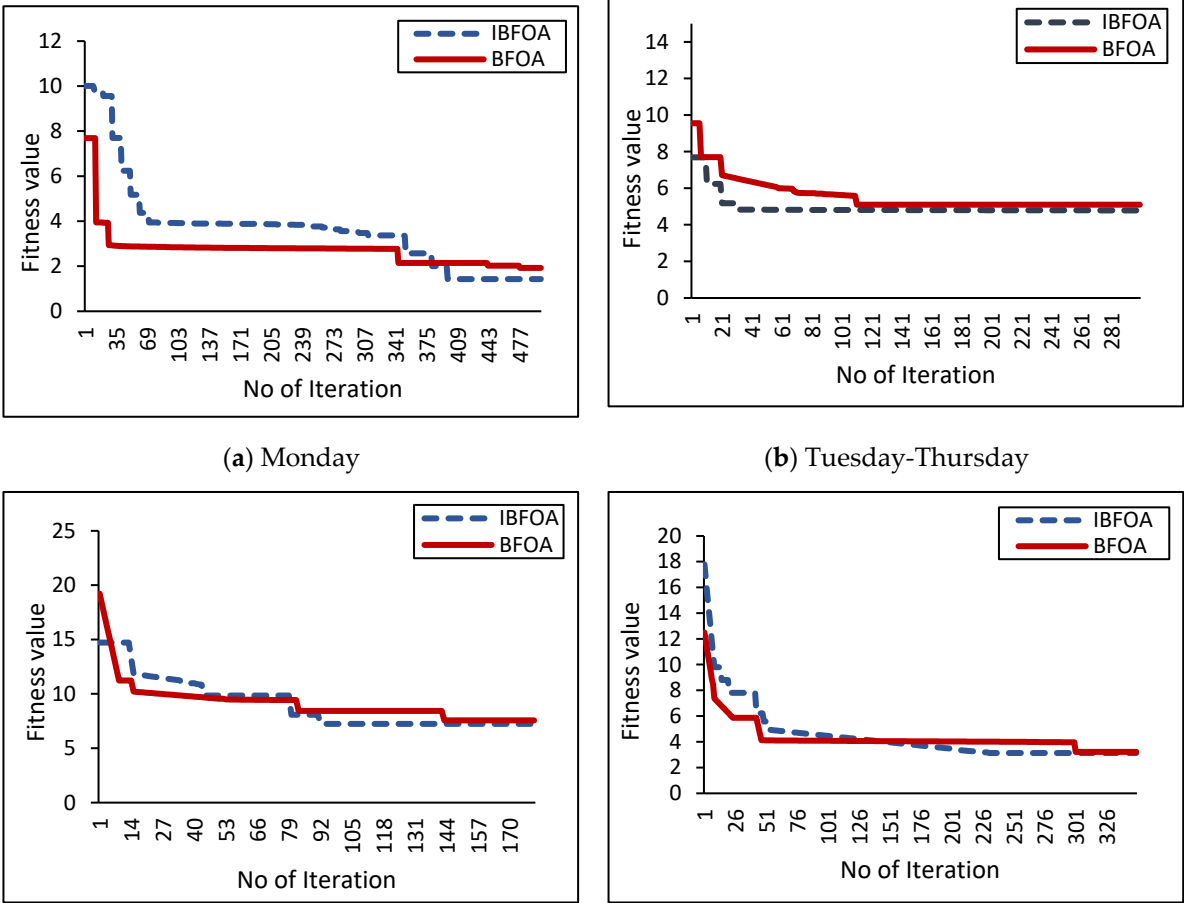 IBFOA
BFOA
12
10
8
6
4
2
0
Fitness value
1 35 69 103 137 171 205 239 273 307 341 375 409 443 477
No of Iteration
(a) Monday
IBFOA
BFOA
14
12
10
8
6
4
2
0
Fitness value
1 21 41 61 81 101 121 141 161 181 201 221 241 261 281
No of Iteration
(b) Tuesday-Thursday
IBFOA
BFOA
25
20
15
10
5
0
Fitness value
1 14 27 40 53 66 79 92 105 118 131 144 157 170
No of Iteration
IBFOA
BFOA
20
18
16
14
12
10
8
6
4
2
0
Fitness value
1 26 51 76 101 126 151 176 201 226 251 276 301 326
No of Iteration